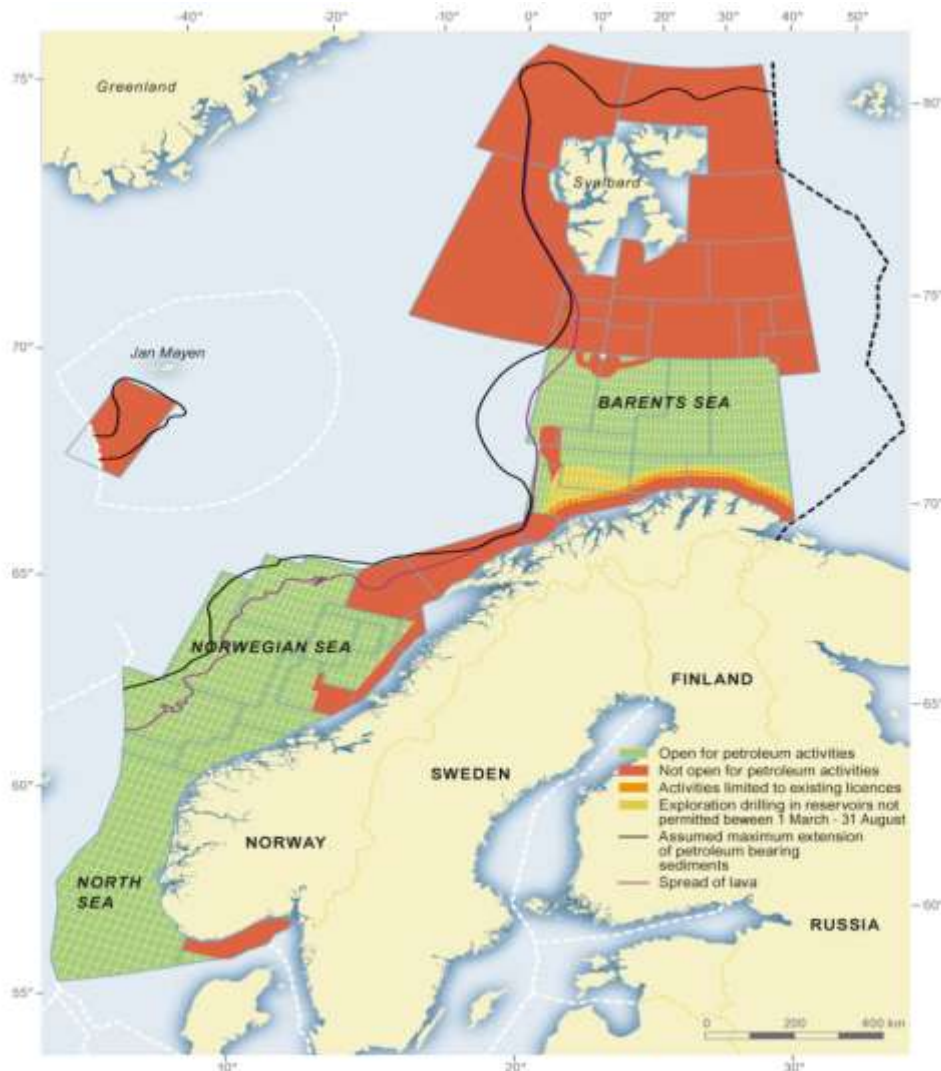 -40° -30° -20° -10° 0° 10° 20° 30° 40° 50°
Greenland
75°
80°
Svalbard
75°
Jan Mayen
70°
BARENTS SEA
70°
65°
NORWEGIAN SEA
FINLAND
65°
60°
SWEDEN
Open for petroleum activities
Not open for petroleum activities
Activities limited to existing licences
Exploration drilling in reservoirs not
permitted beween 1 March - 31 August
Assumed maximum extension
of petroleum bearing
sediments
Spread of lava
NORWAY
NORTH
SEA
60°
RUSSIA
55°
0 200 400 km
10° 20° 30°